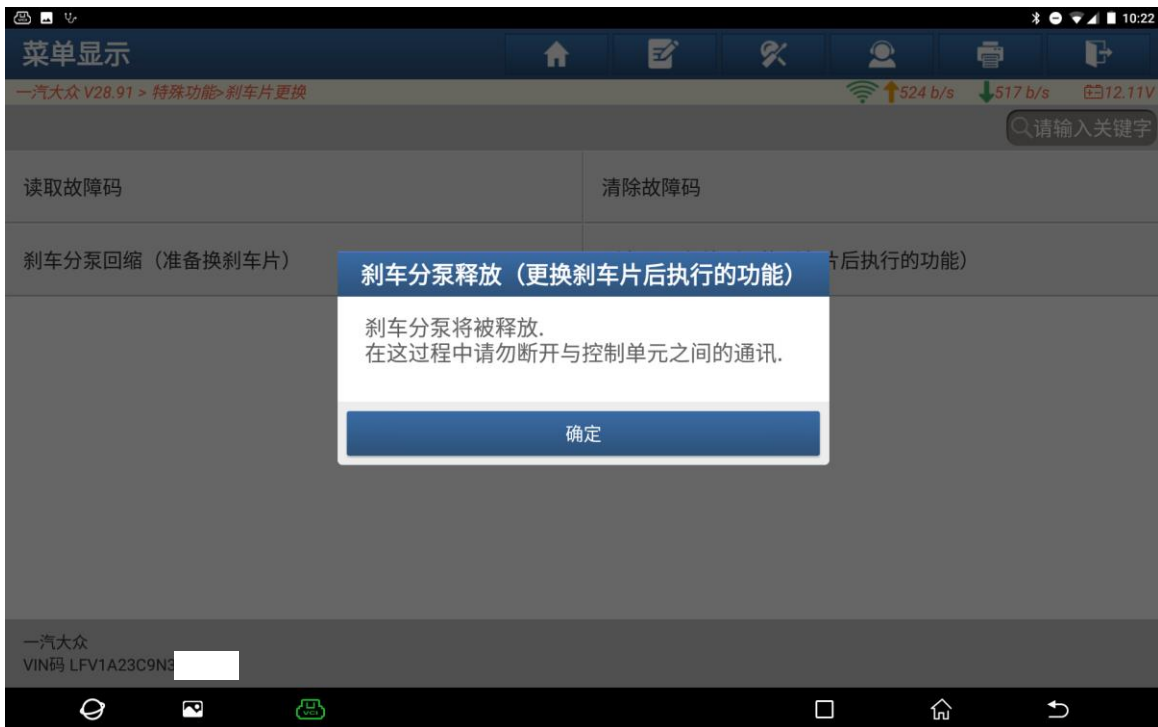 10:22
菜单显示
一汽大众 V28.91 > 特殊功能>刹车片更换
524 b/s 517 b/s 12.11V
请输入关键字
读取故障码
清除故障码
刹车分泵回缩（准备换刹车片）
片后执行的功能）
刹车分泵释放（更换刹车片后执行的功能）
刹车分泵将被释放.
在这过程中请勿断开与控制单元之间的通讯.
确定
一汽大众
VIN码 LFV1A23C9N3
VCI